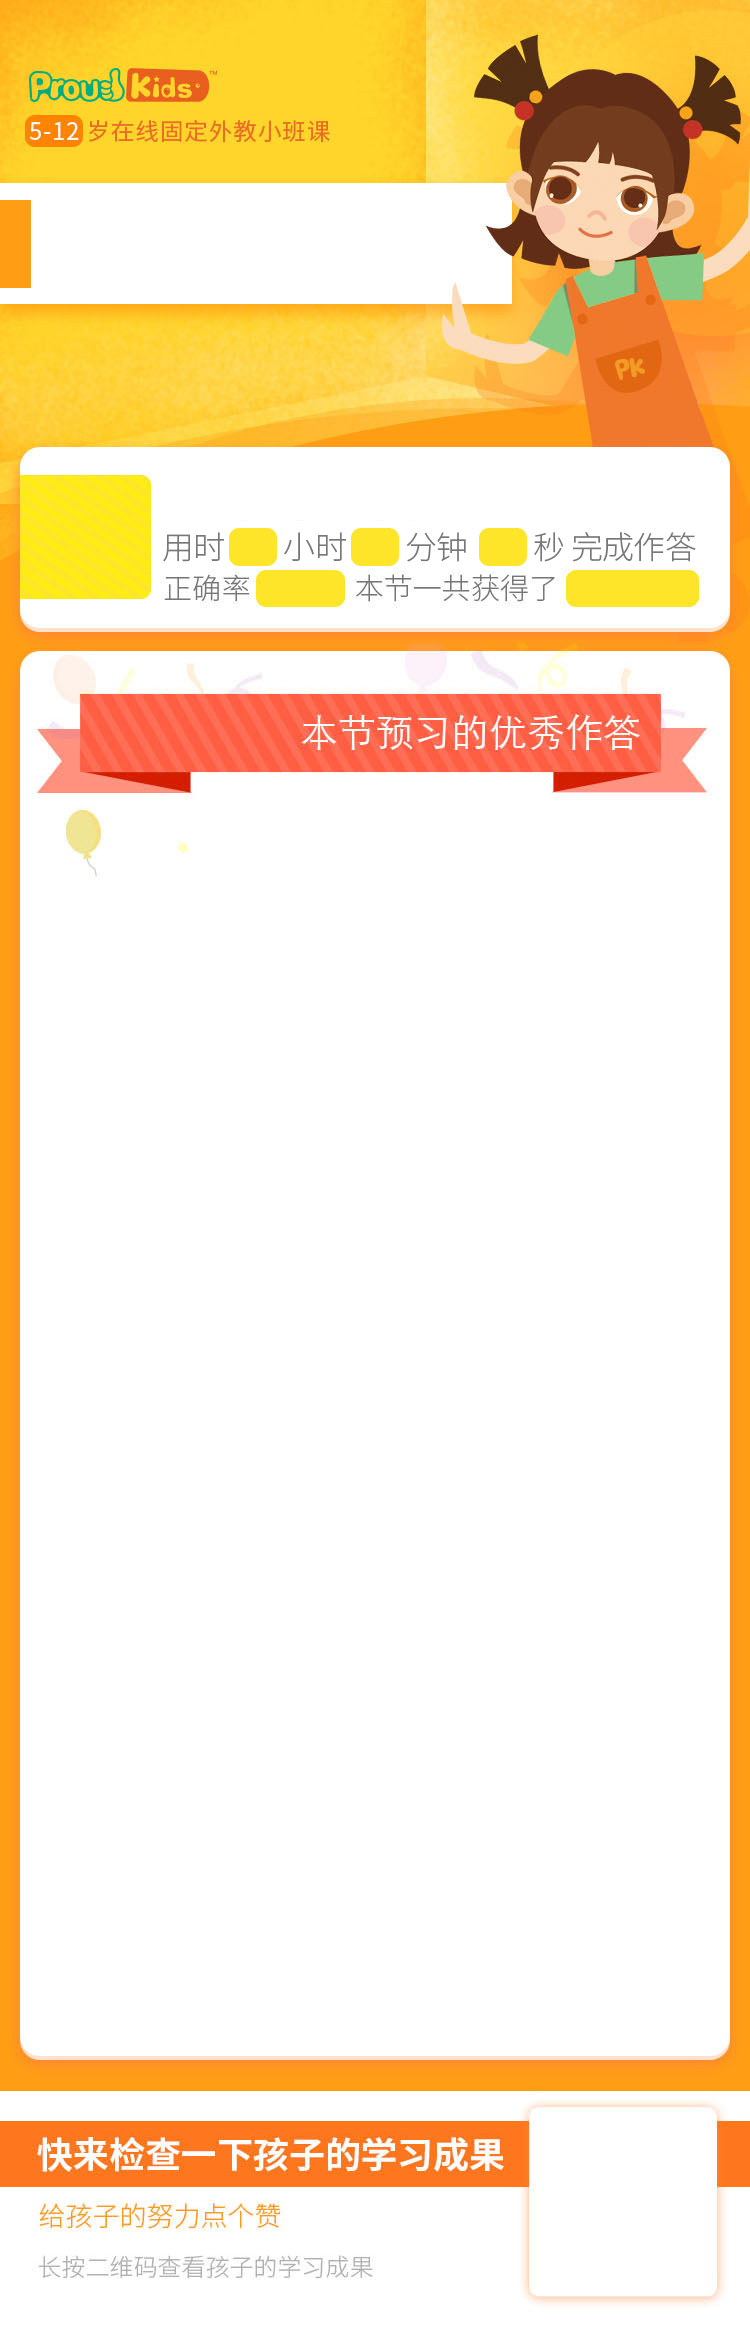 Proud Kids™
5-12 岁在线固定外教小班课
PK
用时 小时 分钟 秒 完成作答
正确率 本节一共获得了
本节预习的优秀作答
快来检查一下孩子的学习成果
给孩子的努力点个赞
长按二维码查看孩子的学习成果